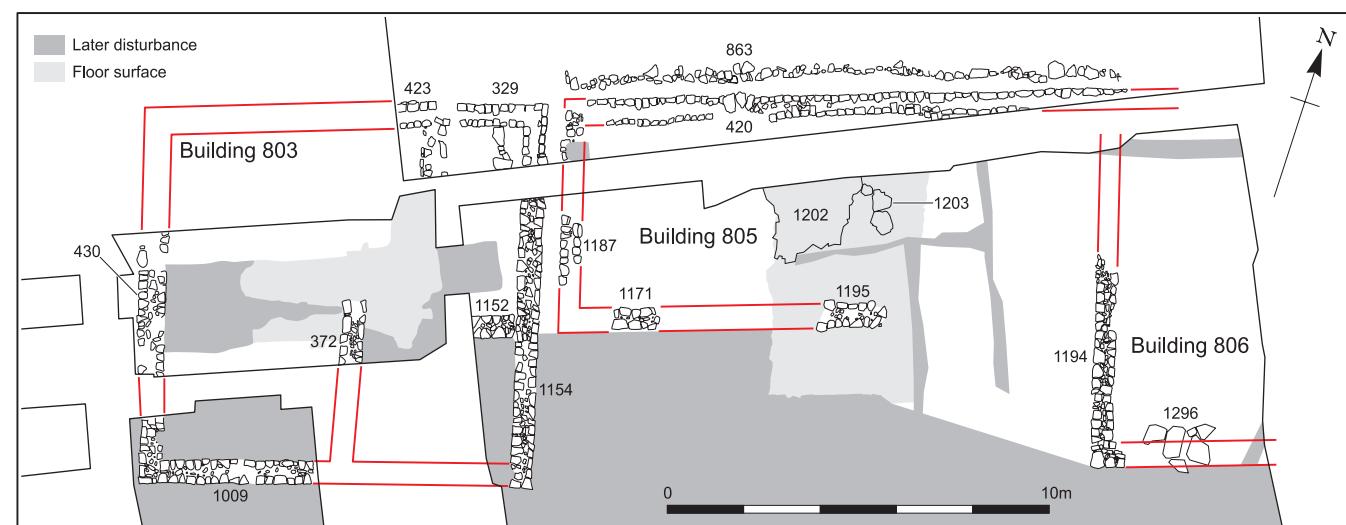 Later disturbance
Floor surface
N
863
423
329
420
Building 803
430
1187
Building 805
1202
1203
1171
1195
1152
372
1154
1194
Building 806
1296
1009
0
10m